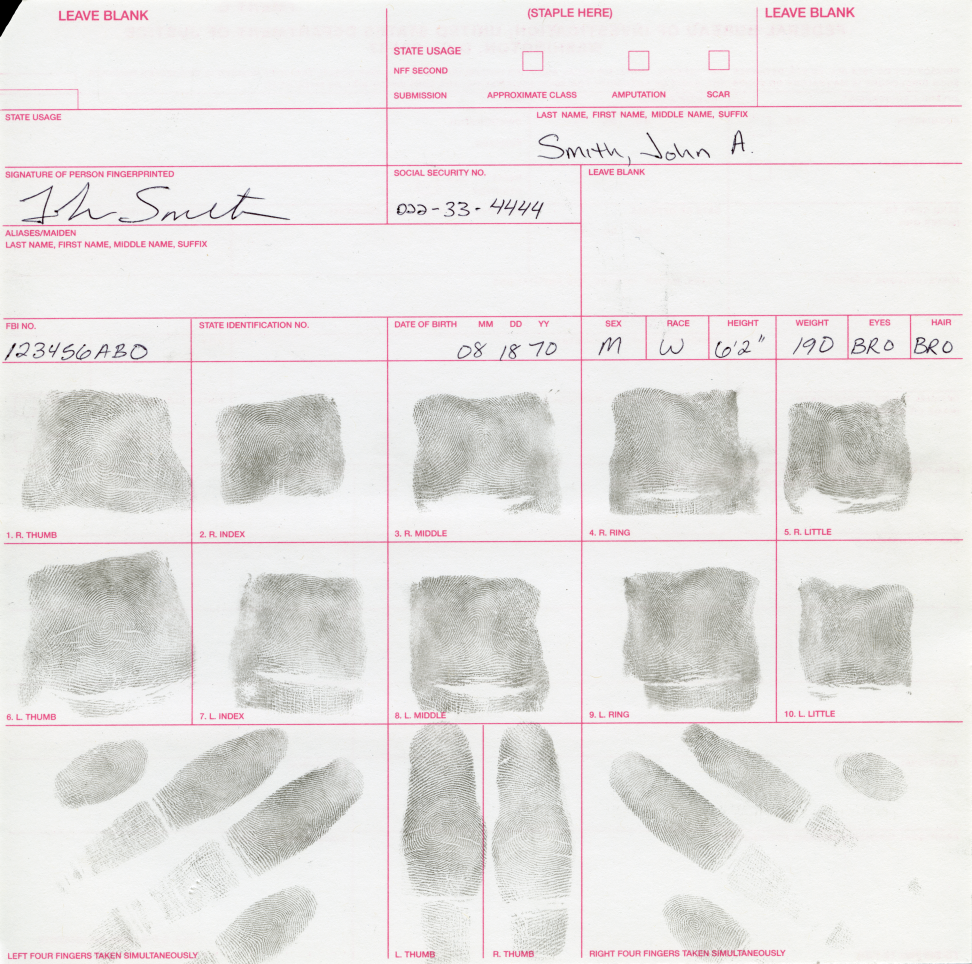 LEAVE BLANK
(STAPLE HERE)
LEAVE BLANK
STATE USAGE
NFF SECOND
SUBMISSION APPROXIMATE CLASS AMPUTATION SCAR
STATE USAGE
LAST NAME, FIRST NAME, MIDDLE NAME, SUFFIX
Smith, John A.
SIGNATURE OF PERSON FINGERPRINTED
John Smith
SOCIAL SECURITY NO.
022-33-4444
LEAVE BLANK
ALIASES/MAIDEN
LAST NAME, FIRST NAME, MIDDLE NAME, SUFFIX
FBI NO. STATE IDENTIFICATION NO. DATE OF BIRTH MM DD YY SEX RACE HEIGHT WEIGHT EYES HAIR
123456AB0 08 18 70 M W 6'2" 190 BRO BRO
1. R. THUMB 2. R. INDEX 3. R. MIDDLE 4. R. RING 5. R. LITTLE
6. L. THUMB 7. L. INDEX 8. L. MIDDLE 9. L. RING 10. L. LITTLE
LEFT FOUR FINGERS TAKEN SIMULTANEOUSLY L. THUMB R. THUMB RIGHT FOUR FINGERS TAKEN SIMULTANEOUSLY